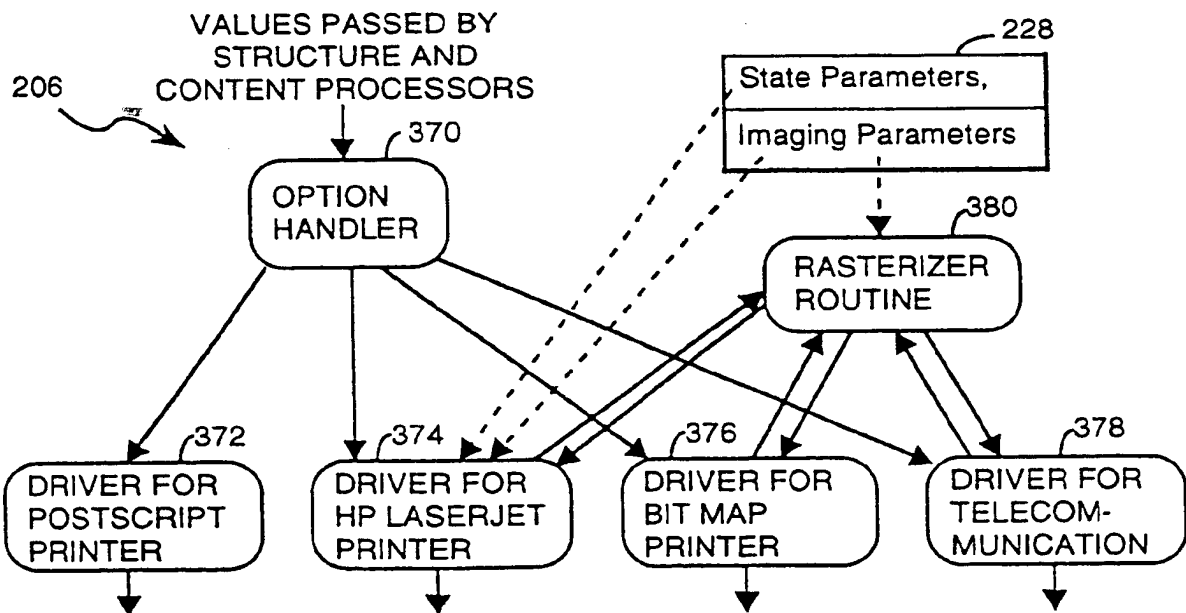 VALUES PASSED BY
STRUCTURE AND
CONTENT PROCESSORS
206
228
State Parameters,
Imaging Parameters
370
OPTION
HANDLER
380
RASTERIZER
ROUTINE
372
DRIVER FOR
POSTSCRIPT
PRINTER
374
DRIVER FOR
HP LASERJET
PRINTER
376
DRIVER FOR
BIT MAP
PRINTER
378
DRIVER FOR
TELECOM-
MUNICATION